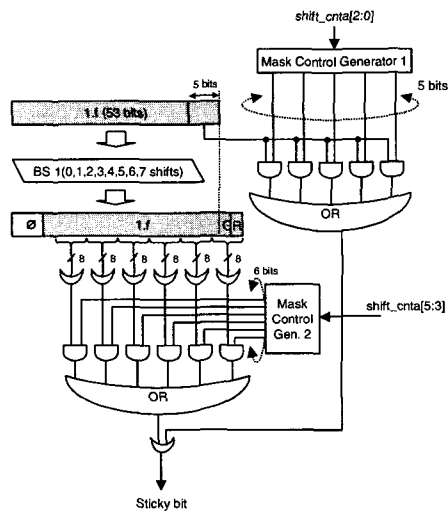 shift_cnta[2:0]
Mask Control Generator 1
5 bits
5 bits
1.f (53 bits)
BS 1(0,1,2,3,4,5,6,7 shifts)
OR
Ø
1.f
G R
8 8 8 8 8 8
6 bits
Mask
Control
Gen. 2
shift_cnta[5:3]
OR
Sticky bit